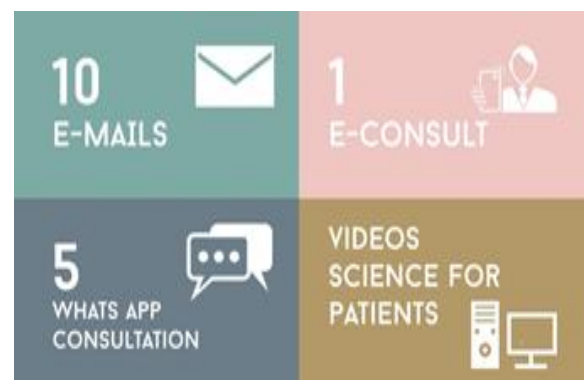 10
E-MAILS
1
E-CONSULT
5
WHATS APP
CONSULTATION
VIDEOS
SCIENCE FOR
PATIENTS